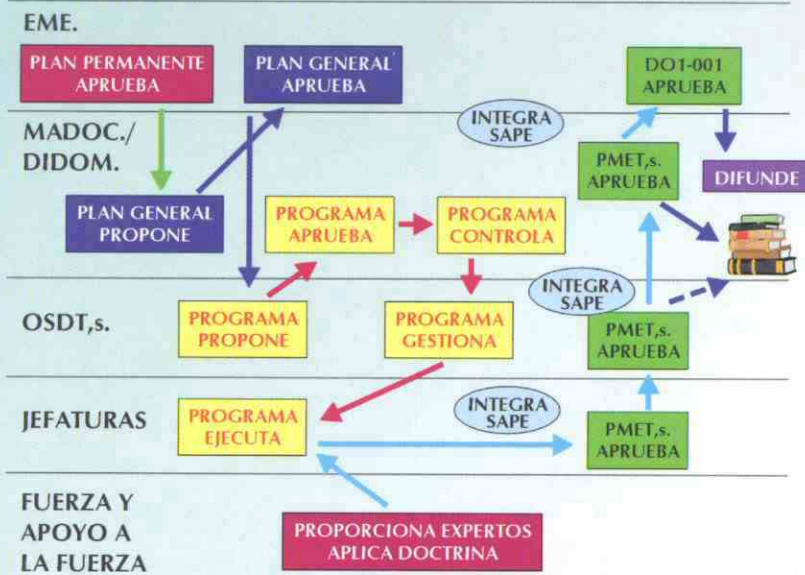 EME.
PLAN PERMANENTE
APRUEBA
PLAN GENERAL
APRUEBA
DO1-001
APRUEBA
INTEGRA
SAPE
MADOC./
DIDOM.
PMET,s.
APRUEBA
DIFUNDE
PLAN GENERAL
PROPONE
PROGRAMA
APRUEBA
PROGRAMA
CONTROLA
INTEGRA
SAPE
OSDT,s.
PROGRAMA
PROPONE
PROGRAMA
GESTIONA
PMET,s.
APRUEBA
JEFATURAS
PROGRAMA
EJECUTA
INTEGRA
SAPE
PMET,s.
APRUEBA
FUERZA Y
APOYO A
LA FUERZA
PROPORCIONA EXPERTOS
APLICA DOCTRINA